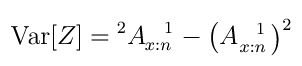 Var[Z] = ²A_{x:n}^{1} − (A_{x:n}^{1})²